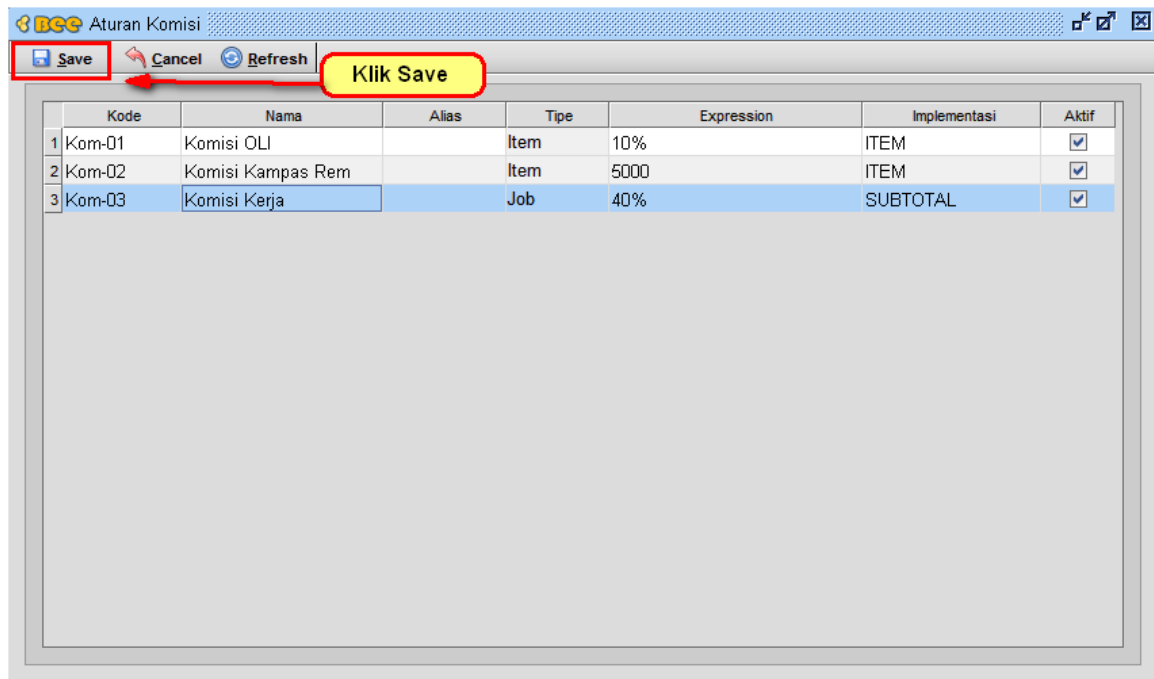 Bee Aturan Komisi
Save Cancel Refresh
Klik Save
Kode Nama Alias Tipe Expression Implementasi Aktif
1 Kom-01 Komisi OLI Item 10% ITEM
2 Kom-02 Komisi Kampas Rem Item 5000 ITEM
3 Kom-03 Komisi Kerja Job 40% SUBTOTAL